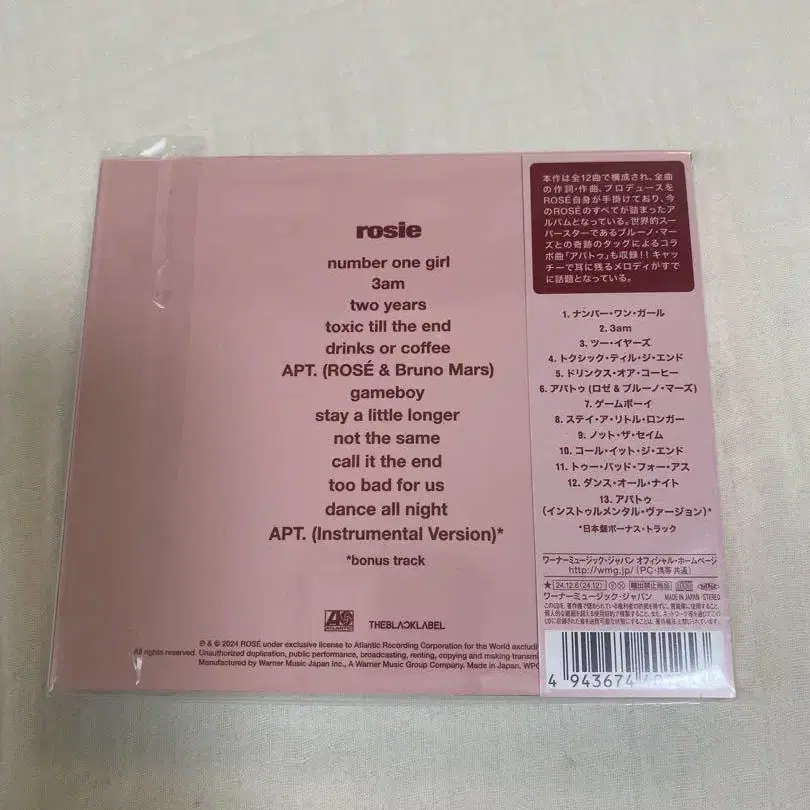 rosie
number one girl
3am
two years
toxic till the end
drinks or coffee
APT. (ROSÉ & Bruno Mars)
gameboy
stay a little longer
not the same
call it the end
too bad for us
dance all night
APT. (Instrumental Version)*
*bonus track
ATLANTIC
THEBLACKLABEL
℗ & © 2024 ROSÉ under exclusive license to Atlantic Recording Corporation for the World
All rights reserved. Unauthorized duplication, public performance, broadcasting, renting, copying and making
Manufactured by Warner Music Japan Inc., A Warner Music Group Company. Made in Japan,
本作は全12曲で構成され、全曲
の作詞・作曲、プロデュースを
ROSÉ自身が手掛けており、今
のROSÉのすべてが詰まったア
ルバムとなっている。世界的スー
パースターであるブルーノ・マー
ズとの奇跡のタッグによるコラ
ボ曲「アパトゥ」も収録!! キャッ
チーで耳に残るメロディがすで
に話題となっている。
1. ナンバー・ワン・ガール
2. 3am
3. ツー・イヤーズ
4. トクシック・ティル・ジ・エンド
5. ドリンクス・オア・コーヒー
6. アパトゥ (ロゼ & ブルーノ・マーズ)
7. ゲームボーイ
8. ステイ・ア・リトル・ロンガー
9. ノット・ザ・セイム
10. コール・イット・ジ・エンド
11. トゥー・バッド・フォー・アス
12. ダンス・オール・ナイト
13. アパトゥ
(インストゥルメンタル・ヴァージョン)*
*日本盤ボーナス・トラック
ワーナーミュージック・ジャパン オフィシャル・ホームページ
http://wmg.jp/ (PC・携帯 共通)
★ 24.12.6 (24.12) 輸出禁止商品
ワーナーミュージック・ジャパン MADE IN JAPAN STEREO
4 943674